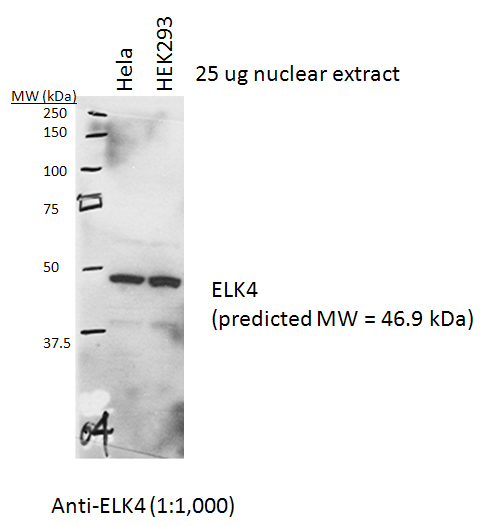 Hela
HEK293
25 ug nuclear extract
MW (kDa)
250
150
100
75
50
37.5
ELK4
(predicted MW = 46.9 kDa)
04
Anti-ELK4 (1:1,000)